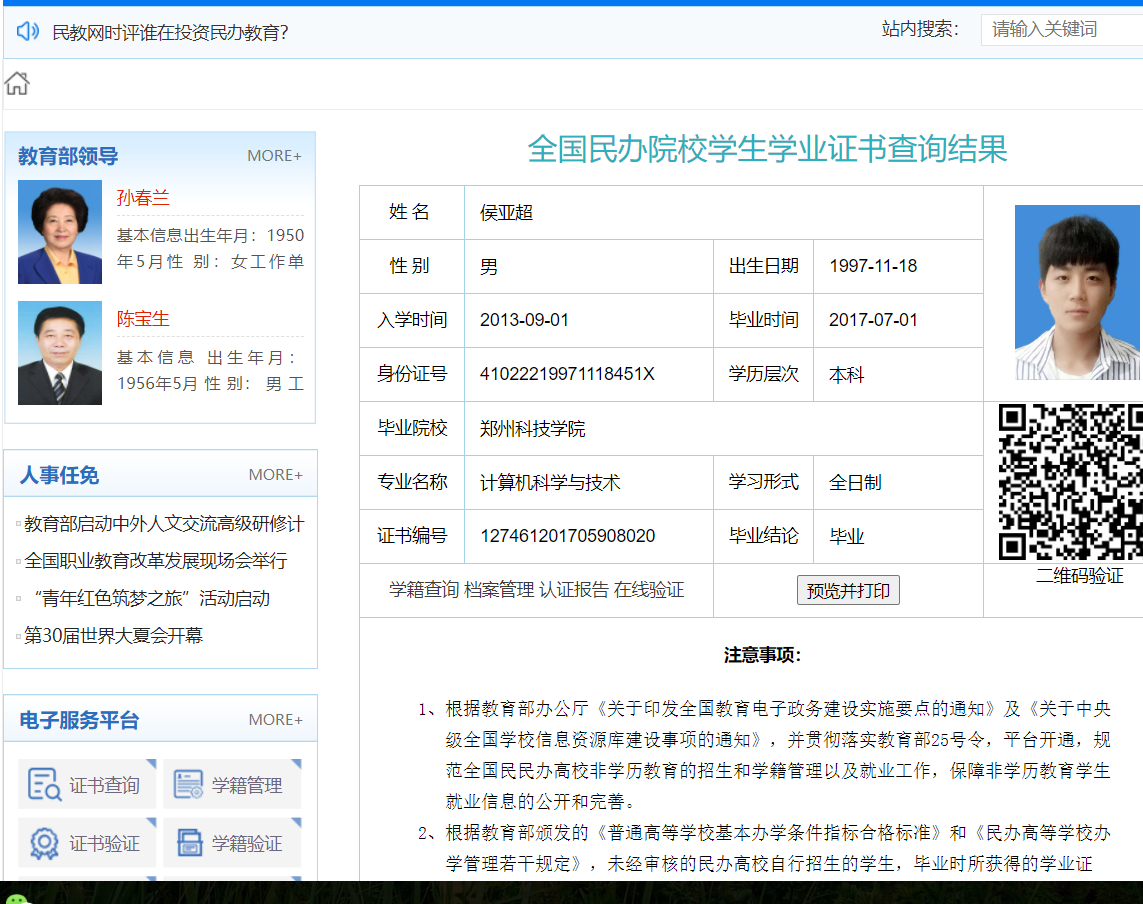 民教网时评谁在投资民办教育?
站内搜索：
请输入关键词
教育部领导
MORE+
孙春兰
基本信息出生年月：1950
年5月性 别：女工作单
陈宝生
基本信息 出生年月：
1956年5月 性 别： 男 工
人事任免
MORE+
教育部启动中外人文交流高级研修计
全国职业教育改革发展现场会举行
“青年红色筑梦之旅”活动启动
第30届世界大夏会开幕
电子服务平台
MORE+
证书查询
学籍管理
证书验证
学籍验证
全国民办院校学生学业证书查询结果
姓 名 侯亚超
性 别 男 出生日期 1997-11-18
入学时间 2013-09-01 毕业时间 2017-07-01
身份证号 41022219971118451X 学历层次 本科
毕业院校 郑州科技学院
专业名称 计算机科学与技术 学习形式 全日制
证书编号 127461201705908020 毕业结论 毕业
二维码验证
学籍查询 档案管理 认证报告 在线验证 预览并打印
注意事项：
1、根据教育部办公厅《关于印发全国教育电子政务建设实施要点的通知》及《关于中央
级全国学校信息资源库建设事项的通知》，并贯彻落实教育部25号令，平台开通，规
范全国民民办高校非学历教育的招生和学籍管理以及就业工作，保障非学历教育学生
就业信息的公开和完善。
2、根据教育部颁发的《普通高等学校基本办学条件指标合格标准》和《民办高等学校办
学管理若干规定》，未经审核的民办高校自行招生的学生，毕业时所获得的学业证